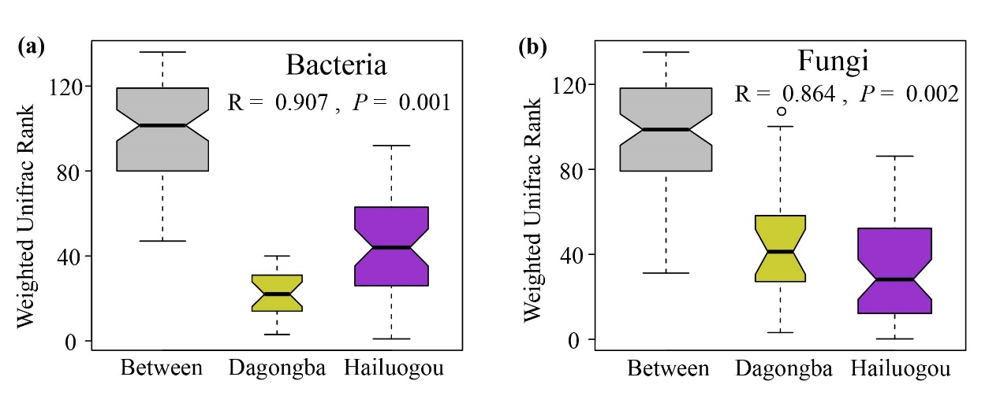 (a)
Bacteria
R = 0.907 , P = 0.001
Weighted Unifrac Rank
120
80
40
0
Between Dagongba Hailuogou
(b)
Fungi
R = 0.864 , P = 0.002
Weighted Unifrac Rank
120
80
40
0
Between Dagongba Hailuogou